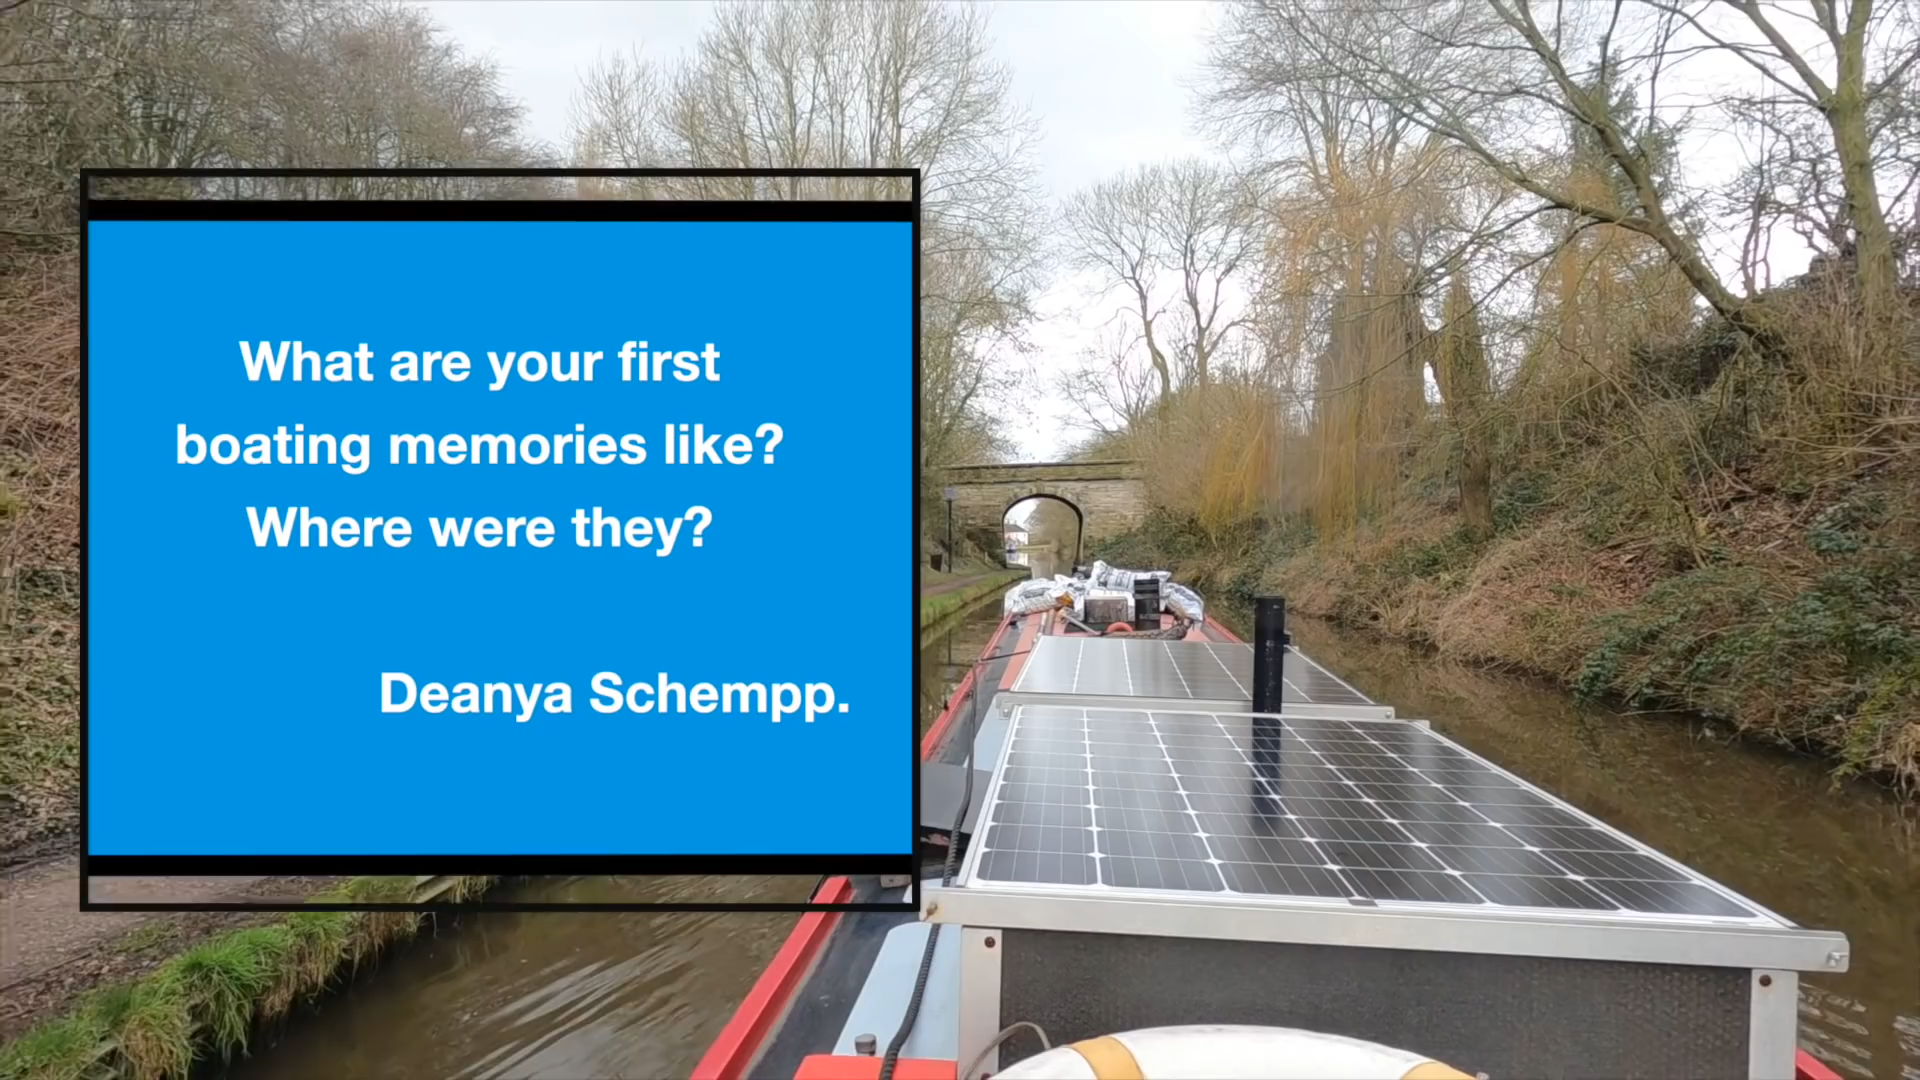 What are your first
boating memories like?
Where were they?
Deanya Schempp.